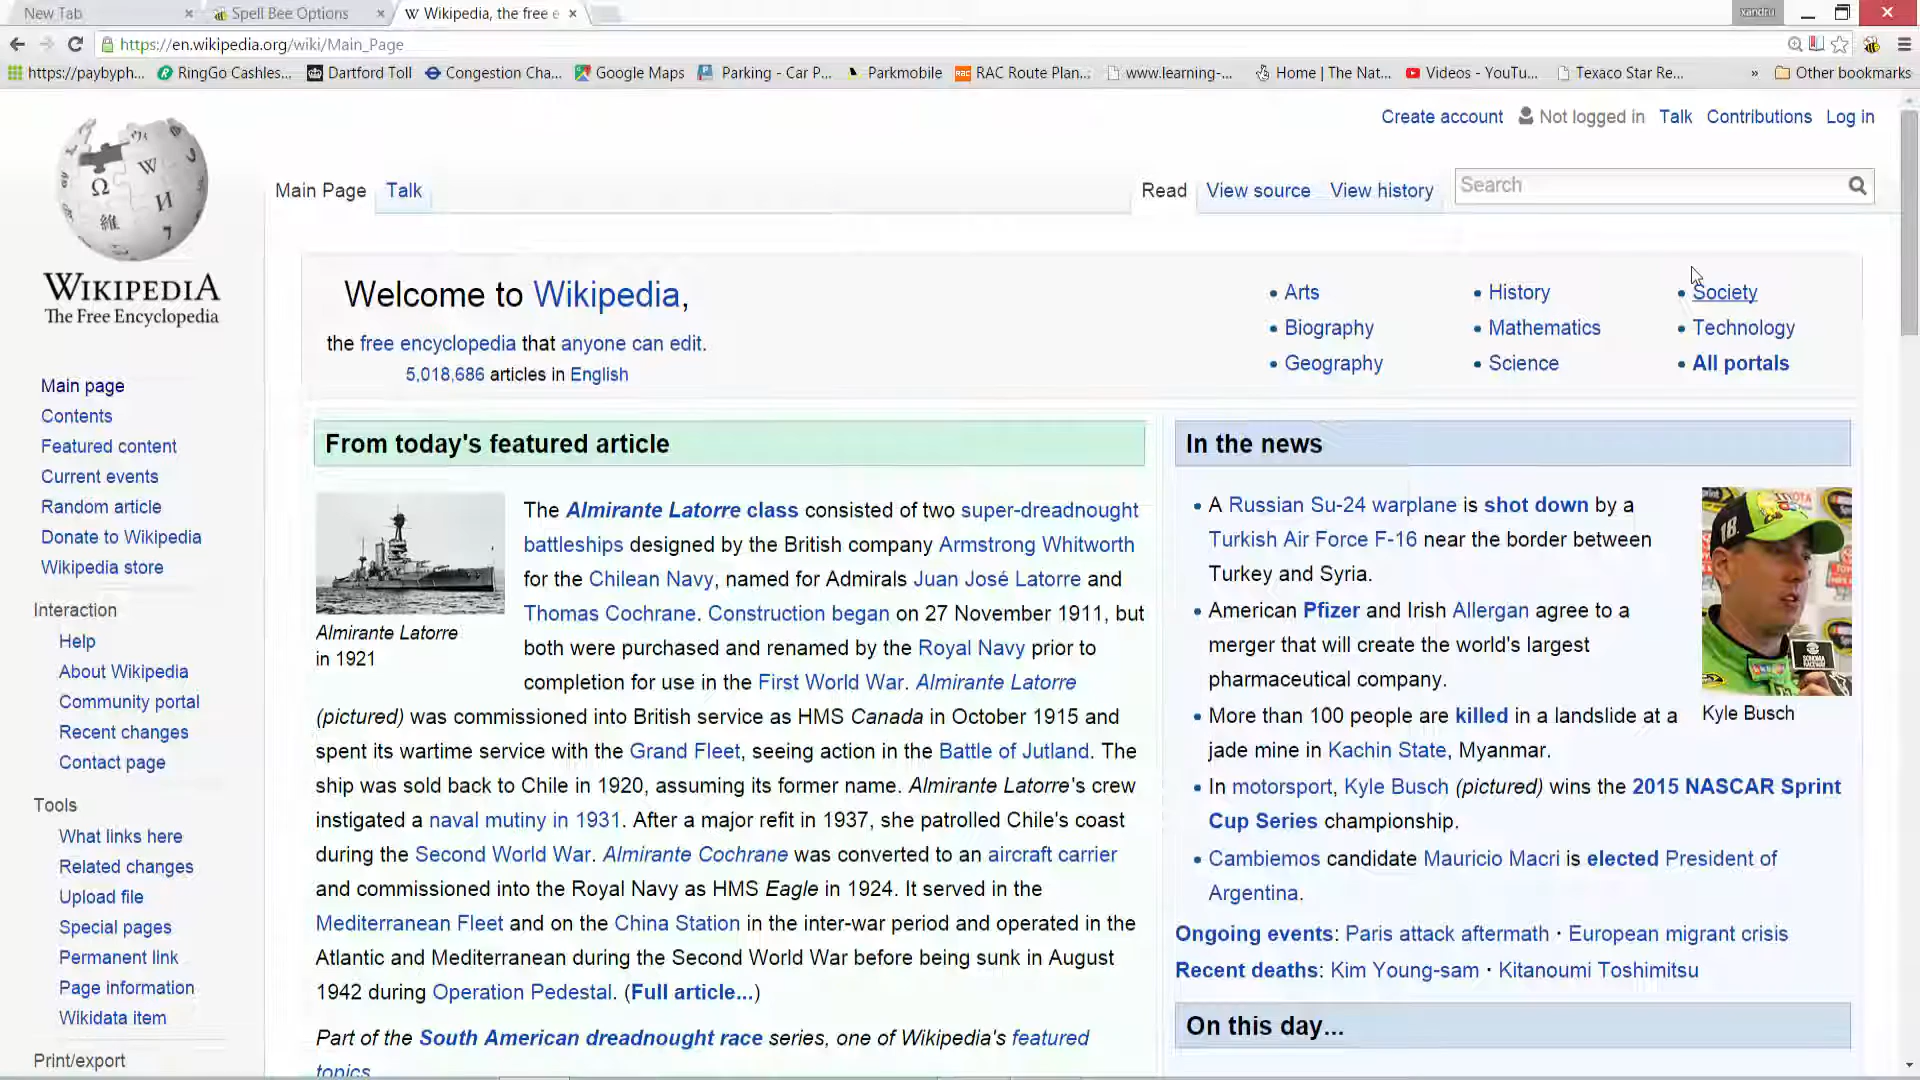 New Tab
Spell Bee Options
Wikipedia, the free e
xandru
https://en.wikipedia.org/wiki/Main_Page
https://paybyph... RingGo Cashles... Dartford Toll Congestion Cha... Google Maps Parking - Car P... Parkmobile RAC Route Plan... www.learning-... Home | The Nat... Videos - YouTu... Texaco Star Re... » Other bookmarks
Create account Not logged in Talk Contributions Log in
Main Page Talk Read View source View history Search
WIKIPEDIA
The Free Encyclopedia
Main page
Contents
Featured content
Current events
Random article
Donate to Wikipedia
Wikipedia store
Interaction
Help
About Wikipedia
Community portal
Recent changes
Contact page
Tools
What links here
Related changes
Upload file
Special pages
Permanent link
Page information
Wikidata item
Print/export
Welcome to Wikipedia,
the free encyclopedia that anyone can edit.
5,018,686 articles in English
• Arts
• Biography
• Geography
• History
• Mathematics
• Science
• Society
• Technology
• All portals
From today's featured article
Almirante Latorre
in 1921
The Almirante Latorre class consisted of two super-dreadnought
battleships designed by the British company Armstrong Whitworth
for the Chilean Navy, named for Admirals Juan José Latorre and
Thomas Cochrane. Construction began on 27 November 1911, but
both were purchased and renamed by the Royal Navy prior to
completion for use in the First World War. Almirante Latorre
(pictured) was commissioned into British service as HMS Canada in October 1915 and
spent its wartime service with the Grand Fleet, seeing action in the Battle of Jutland. The
ship was sold back to Chile in 1920, assuming its former name. Almirante Latorre's crew
instigated a naval mutiny in 1931. After a major refit in 1937, she patrolled Chile's coast
during the Second World War. Almirante Cochrane was converted to an aircraft carrier
and commissioned into the Royal Navy as HMS Eagle in 1924. It served in the
Mediterranean Fleet and on the China Station in the inter-war period and operated in the
Atlantic and Mediterranean during the Second World War before being sunk in August
1942 during Operation Pedestal. (Full article...)
Part of the South American dreadnought race series, one of Wikipedia's featured
topics
In the news
• A Russian Su-24 warplane is shot down by a
Turkish Air Force F-16 near the border between
Turkey and Syria.
• American Pfizer and Irish Allergan agree to a
merger that will create the world's largest
pharmaceutical company.
• More than 100 people are killed in a landslide at a
jade mine in Kachin State, Myanmar.
• In motorsport, Kyle Busch (pictured) wins the 2015 NASCAR Sprint
Cup Series championship.
• Cambiemos candidate Mauricio Macri is elected President of
Argentina.
18
Kyle Busch
Ongoing events: Paris attack aftermath · European migrant crisis
Recent deaths: Kim Young-sam · Kitanoumi Toshimitsu
On this day...